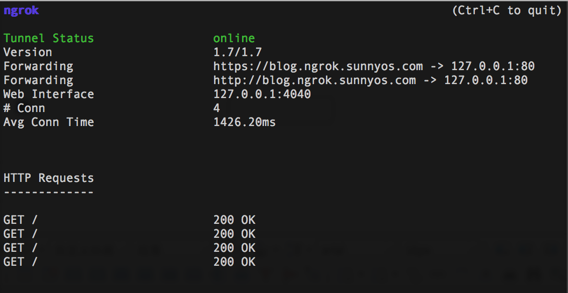 ngrok (Ctrl+C to quit)
Tunnel Status online
Version 1.7/1.7
Forwarding https://blog.ngrok.sunnyos.com -> 127.0.0.1:80
Forwarding http://blog.ngrok.sunnyos.com -> 127.0.0.1:80
Web Interface 127.0.0.1:4040
# Conn 4
Avg Conn Time 1426.20ms
HTTP Requests
-------------
GET / 200 OK
GET / 200 OK
GET / 200 OK
GET / 200 OK